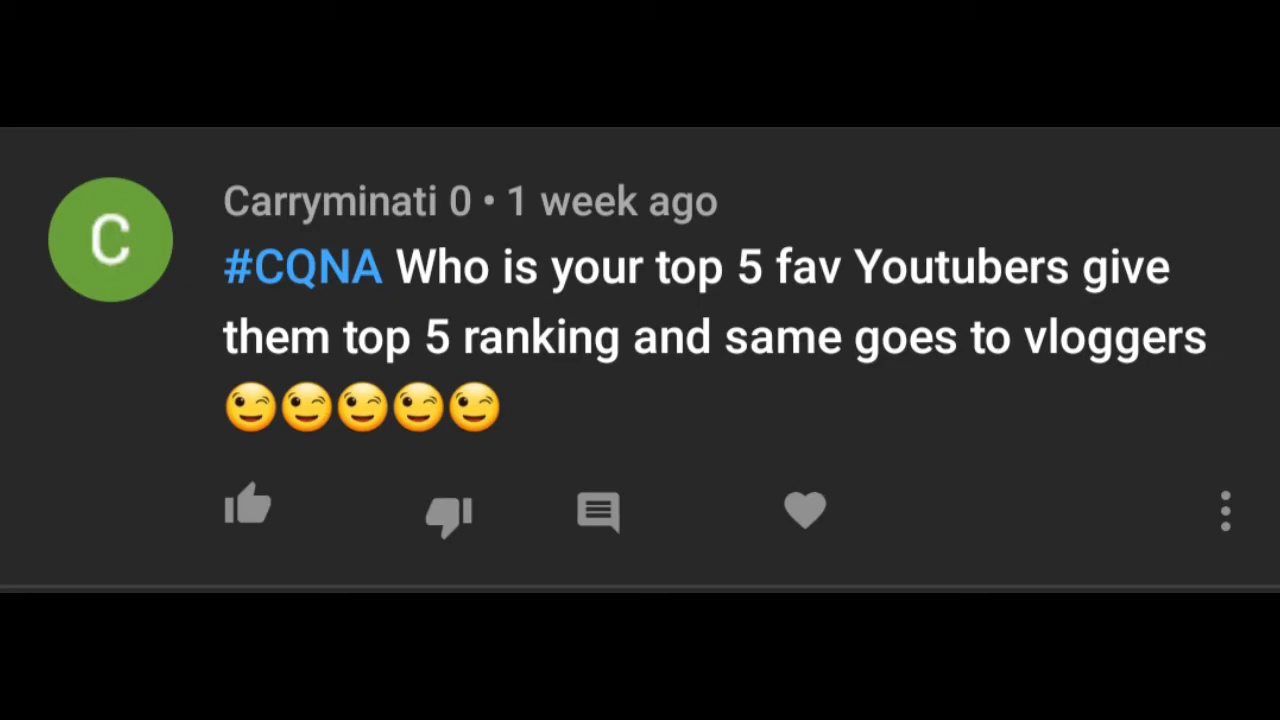 C
Carryminati 0 • 1 week ago
#CQNA Who is your top 5 fav Youtubers give
them top 5 ranking and same goes to vloggers
😉😉😉😉😉